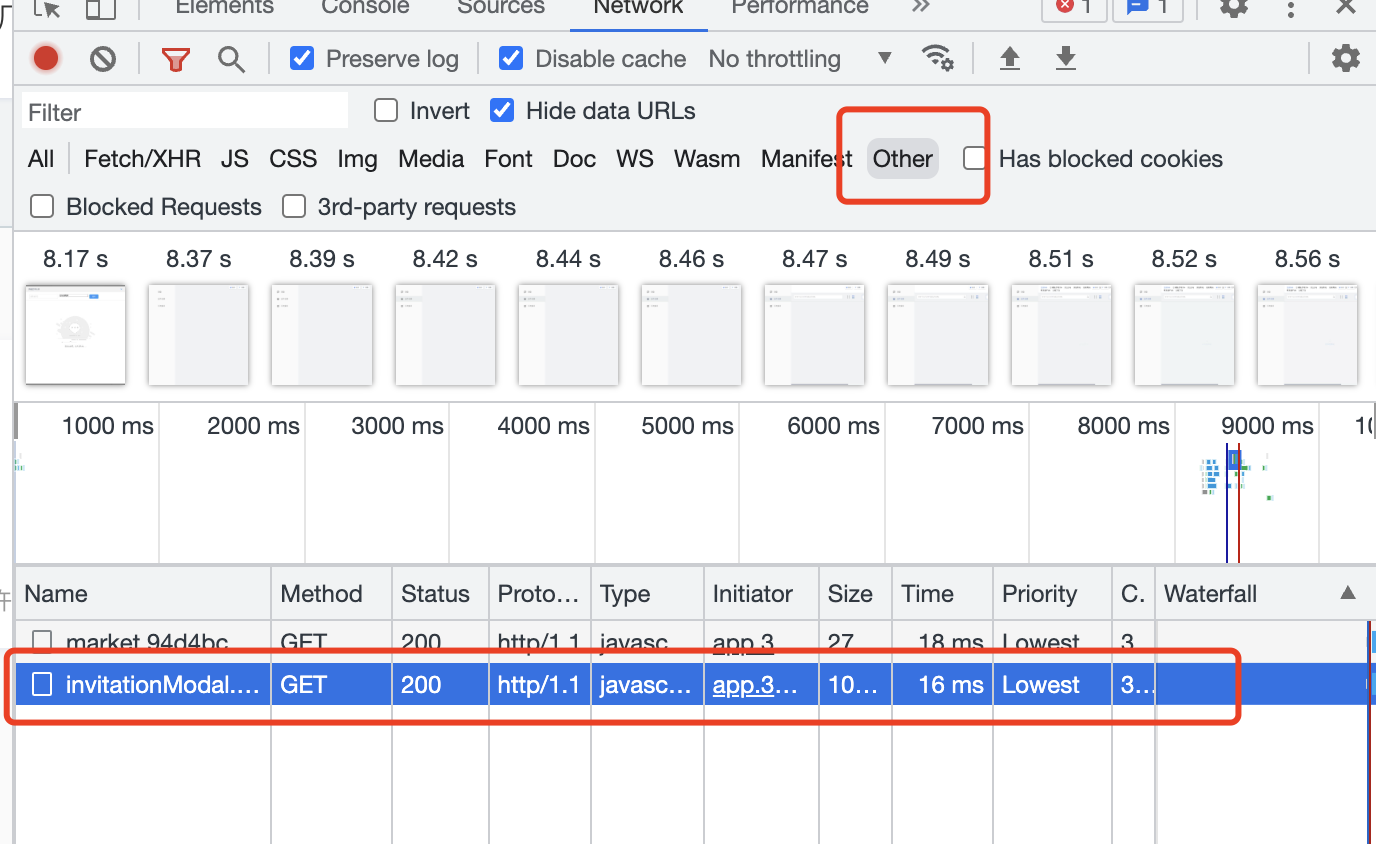 Elements Console Sources Network Performance » 1 1
Preserve log Disable cache No throttling
Filter Invert Hide data URLs
All Fetch/XHR JS CSS Img Media Font Doc WS Wasm Manifest Other Has blocked cookies
Blocked Requests 3rd-party requests
8.17 s 8.37 s 8.39 s 8.42 s 8.44 s 8.46 s 8.47 s 8.49 s 8.51 s 8.52 s 8.56 s
1000 ms 2000 ms 3000 ms 4000 ms 5000 ms 6000 ms 7000 ms 8000 ms 9000 ms
Name Method Status Proto... Type Initiator Size Time Priority C. Waterfall
market.94d4bc GET 200 http/1.1 javasc app.3 27 18 ms Lowest 3
invitationModal.... GET 200 http/1.1 javasc... app.3... 10... 16 ms Lowest 3...